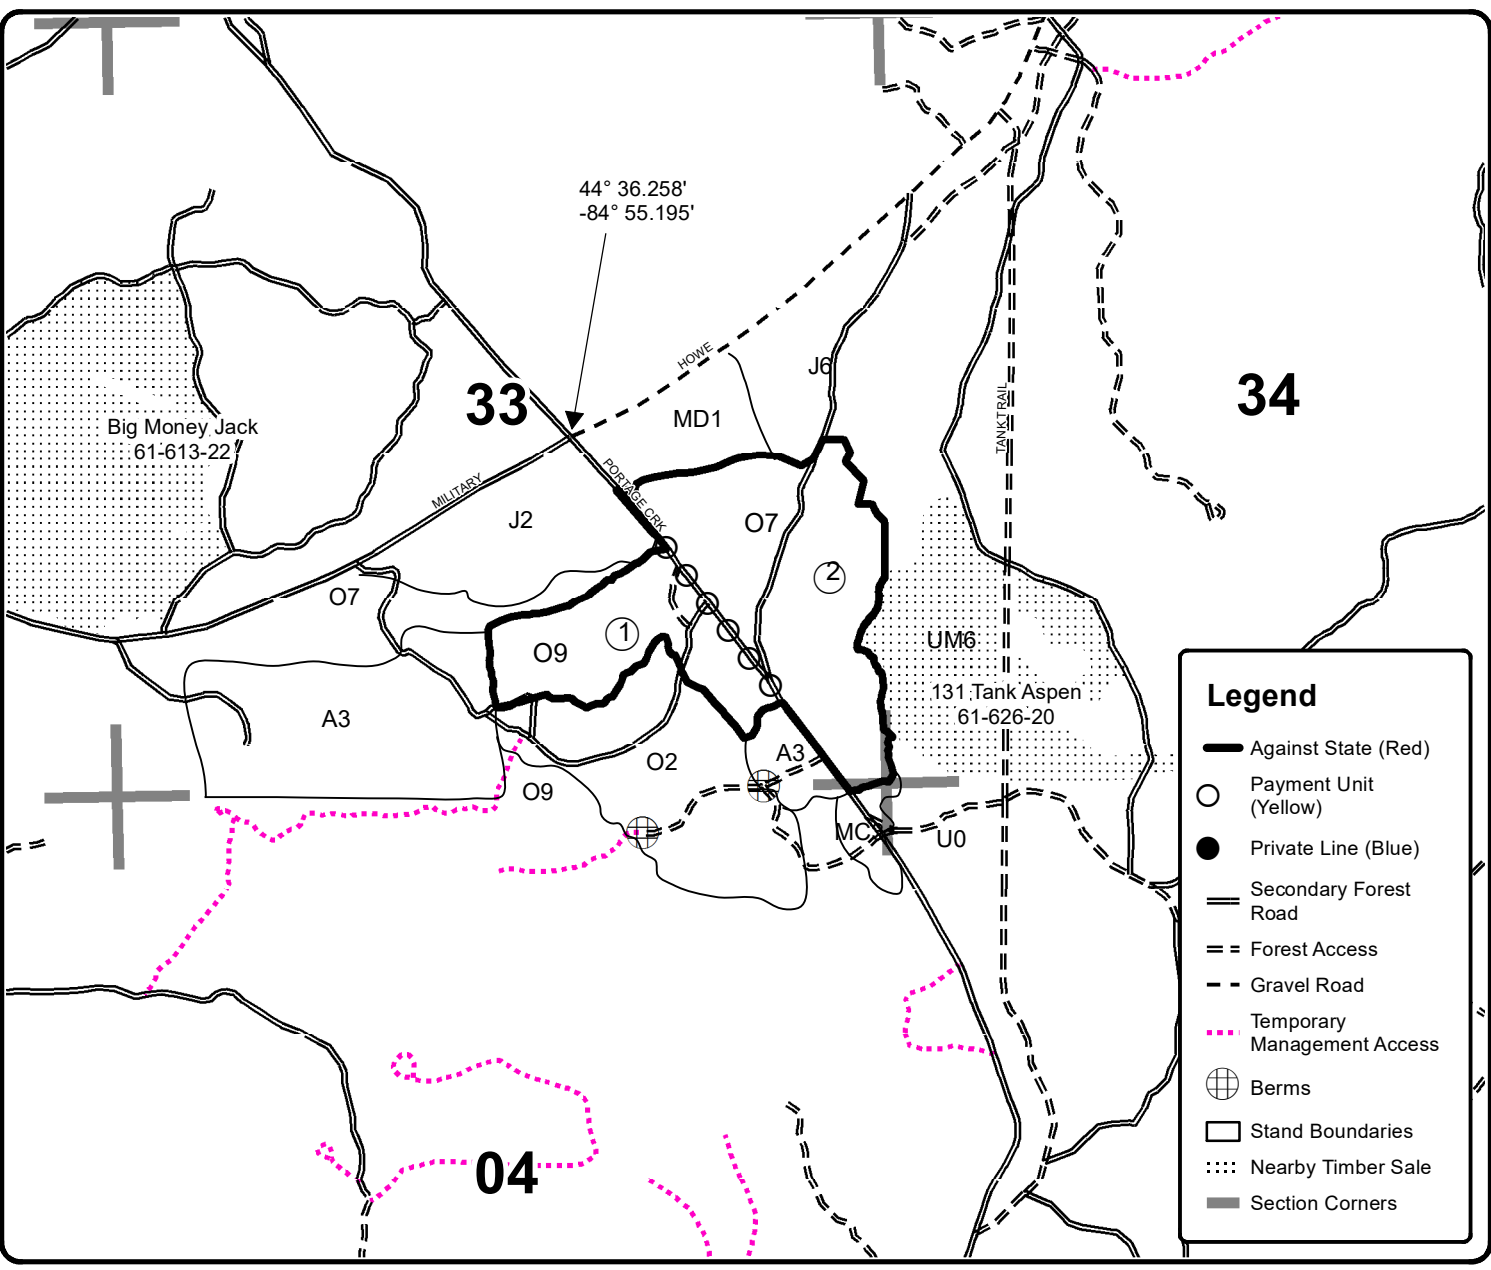 44° 36.258'
-84° 55.195'
HOWE
J6
33
34
MD1
TANKTRAIL
Big Money Jack
61-613-22
MILITARY
PORTAGE CRK
J2
O7
2
O7
1
O9
UM6
131 Tank Aspen
61-626-20
A3
O2
A3
O9
MC
U0
04
Legend
Against State (Red)
Payment Unit
(Yellow)
Private Line (Blue)
Secondary Forest
Road
Forest Access
Gravel Road
Temporary
Management Access
Berms
Stand Boundaries
Nearby Timber Sale
Section Corners